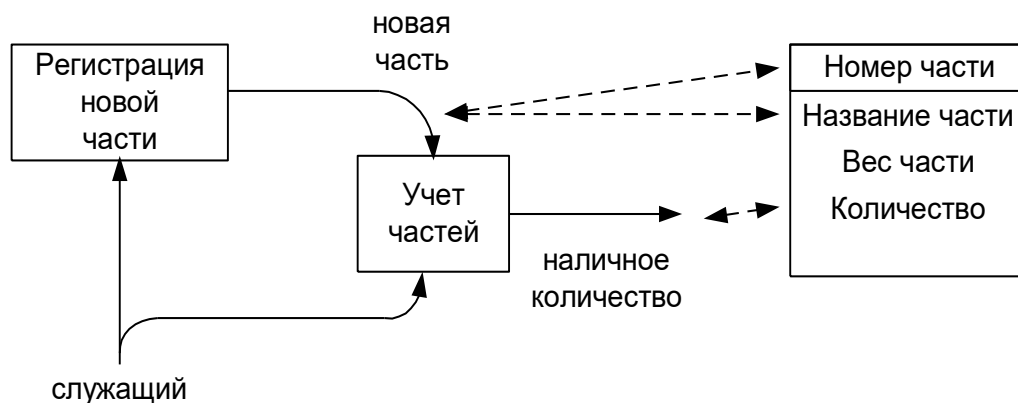 новая
часть
Регистрация
новой
части
Номер части
Название части
Вес части
Количество
Учет
частей
наличное
количество
служащий